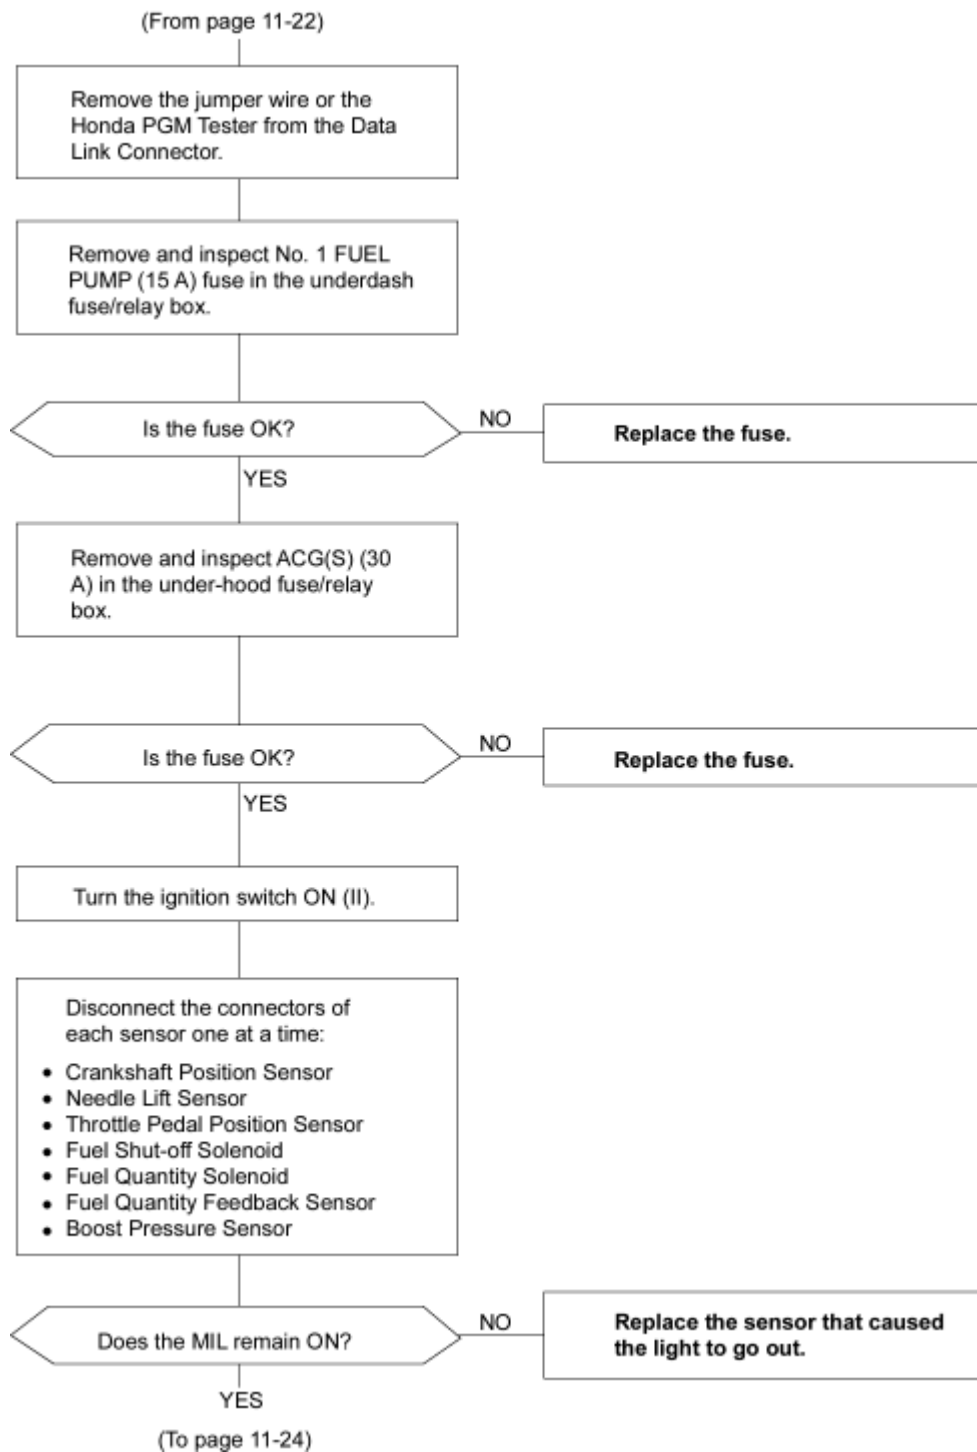 (From page 11-22)
Remove the jumper wire or the
Honda PGM Tester from the Data
Link Connector.
Remove and inspect No. 1 FUEL
PUMP (15 A) fuse in the underdash
fuse/relay box.
Is the fuse OK?
NO
Replace the fuse.
YES
Remove and inspect ACG(S) (30
A) in the under-hood fuse/relay
box.
Is the fuse OK?
NO
Replace the fuse.
YES
Turn the ignition switch ON (II).
Disconnect the connectors of
each sensor one at a time:
• Crankshaft Position Sensor
• Needle Lift Sensor
• Throttle Pedal Position Sensor
• Fuel Shut-off Solenoid
• Fuel Quantity Solenoid
• Fuel Quantity Feedback Sensor
• Boost Pressure Sensor
Does the MIL remain ON?
NO
Replace the sensor that caused
the light to go out.
YES
(To page 11-24)